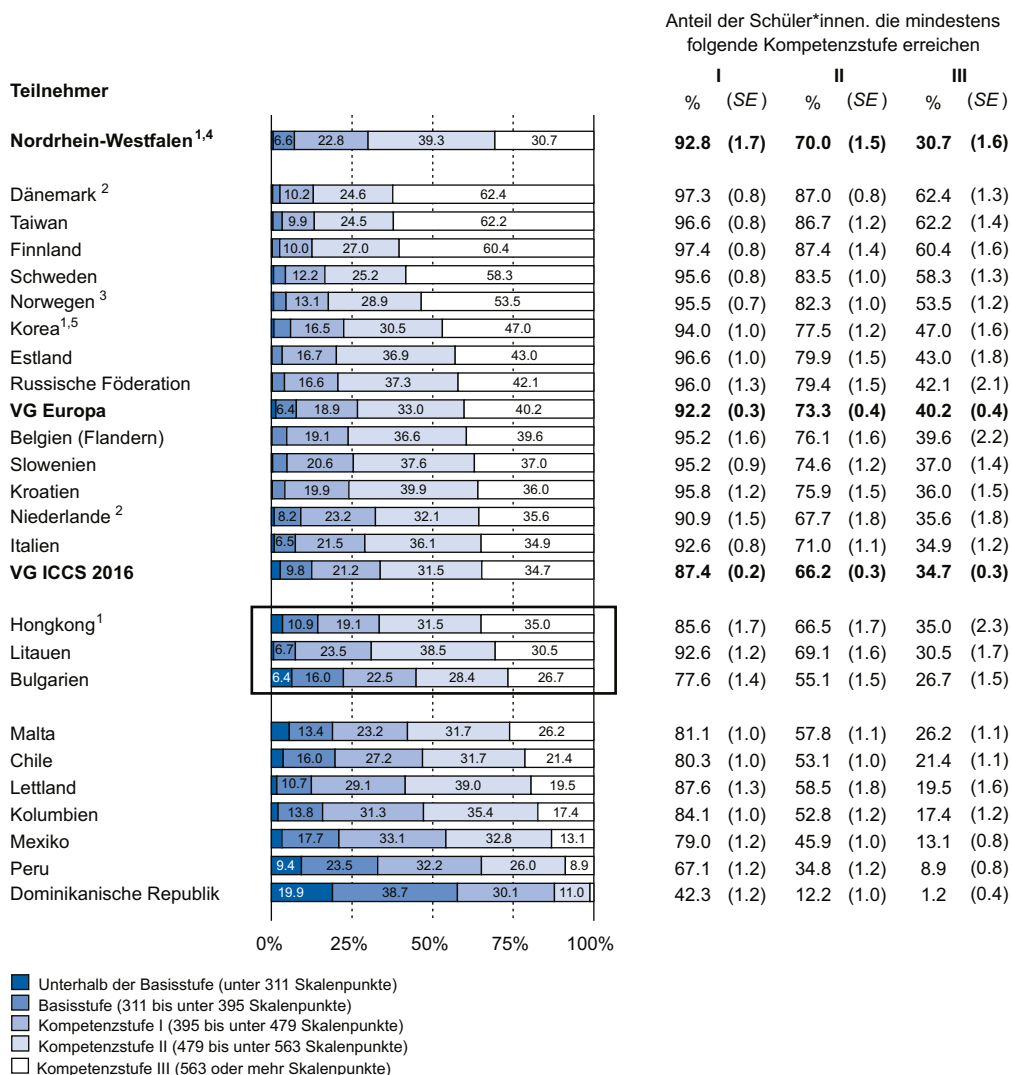 Anteil der Schüler*innen. die mindestens
folgende Kompetenzstufe erreichen
Teilnehmer
I II III
% (SE) % (SE) % (SE)
Nordrhein-Westfalen 1,4 6.6 22.8 39.3 30.7 92.8 (1.7) 70.0 (1.5) 30.7 (1.6)
Dänemark 2 10.2 24.6 62.4 97.3 (0.8) 87.0 (0.8) 62.4 (1.3)
Taiwan 9.9 24.5 62.2 96.6 (0.8) 86.7 (1.2) 62.2 (1.4)
Finnland 10.0 27.0 60.4 97.4 (0.8) 87.4 (1.4) 60.4 (1.6)
Schweden 12.2 25.2 58.3 95.6 (0.8) 83.5 (1.0) 58.3 (1.3)
Norwegen 3 13.1 28.9 53.5 95.5 (0.7) 82.3 (1.0) 53.5 (1.2)
Korea1,5 16.5 30.5 47.0 94.0 (1.0) 77.5 (1.2) 47.0 (1.6)
Estland 16.7 36.9 43.0 96.6 (1.0) 79.9 (1.5) 43.0 (1.8)
Russische Föderation 16.6 37.3 42.1 96.0 (1.3) 79.4 (1.5) 42.1 (2.1)
VG Europa 6.4 18.9 33.0 40.2 92.2 (0.3) 73.3 (0.4) 40.2 (0.4)
Belgien (Flandern) 19.1 36.6 39.6 95.2 (1.6) 76.1 (1.6) 39.6 (2.2)
Slowenien 20.6 37.6 37.0 95.2 (0.9) 74.6 (1.2) 37.0 (1.4)
Kroatien 19.9 39.9 36.0 95.8 (1.2) 75.9 (1.5) 36.0 (1.5)
Niederlande 2 8.2 23.2 32.1 35.6 90.9 (1.5) 67.7 (1.8) 35.6 (1.8)
Italien 6.5 21.5 36.1 34.9 92.6 (0.8) 71.0 (1.1) 34.9 (1.2)
VG ICCS 2016 9.8 21.2 31.5 34.7 87.4 (0.2) 66.2 (0.3) 34.7 (0.3)
Hongkong1 10.9 19.1 31.5 35.0 85.6 (1.7) 66.5 (1.7) 35.0 (2.3)
Litauen 6.7 23.5 38.5 30.5 92.6 (1.2) 69.1 (1.6) 30.5 (1.7)
Bulgarien 6.4 16.0 22.5 28.4 26.7 77.6 (1.4) 55.1 (1.5) 26.7 (1.5)
Malta 13.4 23.2 31.7 26.2 81.1 (1.0) 57.8 (1.1) 26.2 (1.1)
Chile 16.0 27.2 31.7 21.4 80.3 (1.0) 53.1 (1.0) 21.4 (1.1)
Lettland 10.7 29.1 39.0 19.5 87.6 (1.3) 58.5 (1.8) 19.5 (1.6)
Kolumbien 13.8 31.3 35.4 17.4 84.1 (1.0) 52.8 (1.2) 17.4 (1.2)
Mexiko 17.7 33.1 32.8 13.1 79.0 (1.2) 45.9 (1.0) 13.1 (0.8)
Peru 9.4 23.5 32.2 26.0 8.9 67.1 (1.2) 34.8 (1.2) 8.9 (0.8)
Dominikanische Republik 19.9 38.7 30.1 11.0 42.3 (1.2) 12.2 (1.0) 1.2 (0.4)
0% 25% 50% 75% 100%
Unterhalb der Basisstufe (unter 311 Skalenpunkte)
Basisstufe (311 bis unter 395 Skalenpunkte)
Kompetenzstufe I (395 bis unter 479 Skalenpunkte)
Kompetenzstufe II (479 bis unter 563 Skalenpunkte)
Kompetenzstufe III (563 oder mehr Skalenpunkte)